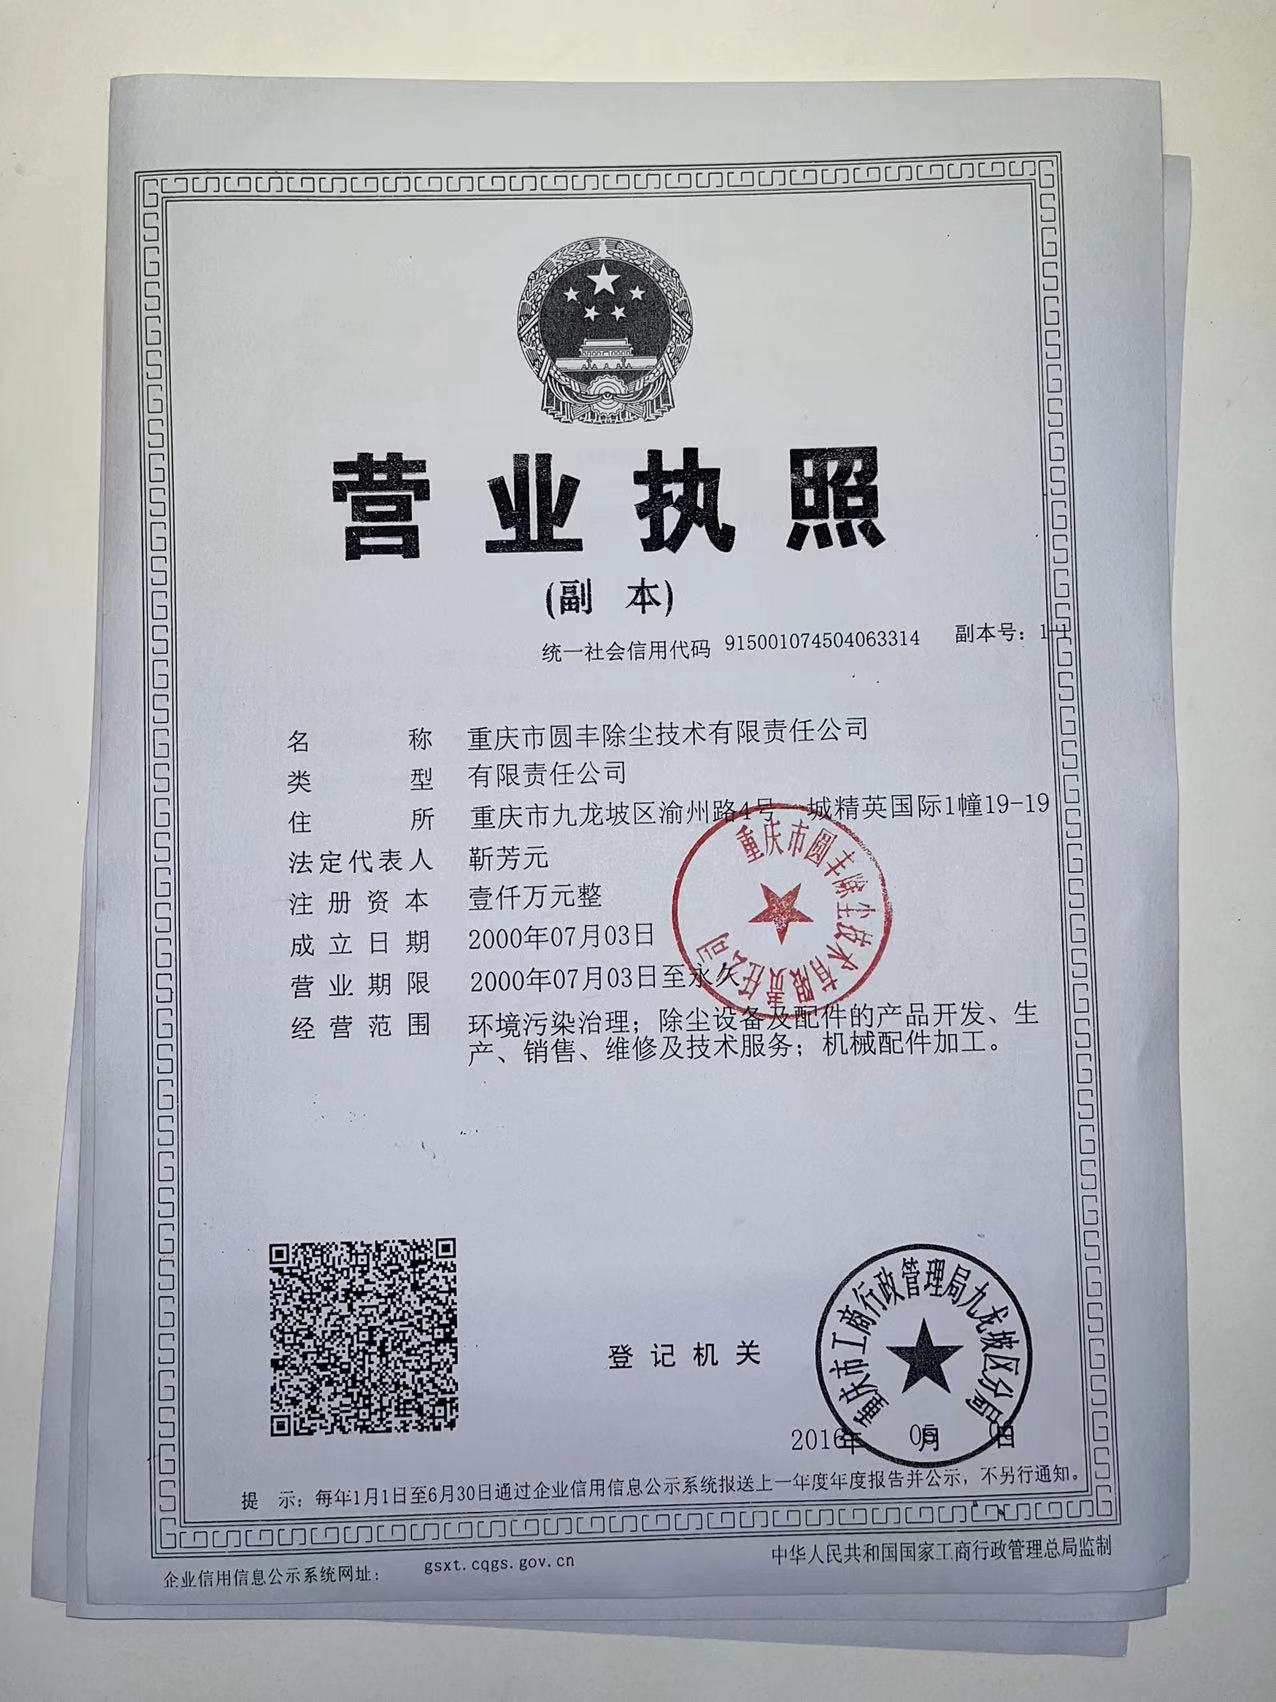 营业执照
(副 本)
统一社会信用代码 915001074504063314 副本号：1-1
名称 重庆市圆丰除尘技术有限责任公司
类型 有限责任公司
住所 重庆市九龙坡区渝州路4号一城精英国际1幢19-19
法定代表人 靳芳元
注册资本 壹仟万元整
成立日期 2000年07月03日
营业期限 2000年07月03日至永久
经营范围 环境污染治理；除尘设备及配件的产品开发、生
产、销售、维修及技术服务；机械配件加工。
重庆市圆丰除尘技术有限责任公司
登记机关
重庆市工商行政管理局九龙坡区分局
2016年 05月 日
提 示：每年1月1日至6月30日通过企业信用信息公示系统报送上一年度年度报告并公示，不另行通知。
企业信用信息公示系统网址： gsxt.cqgs.gov.cn
中华人民共和国国家工商行政管理总局监制